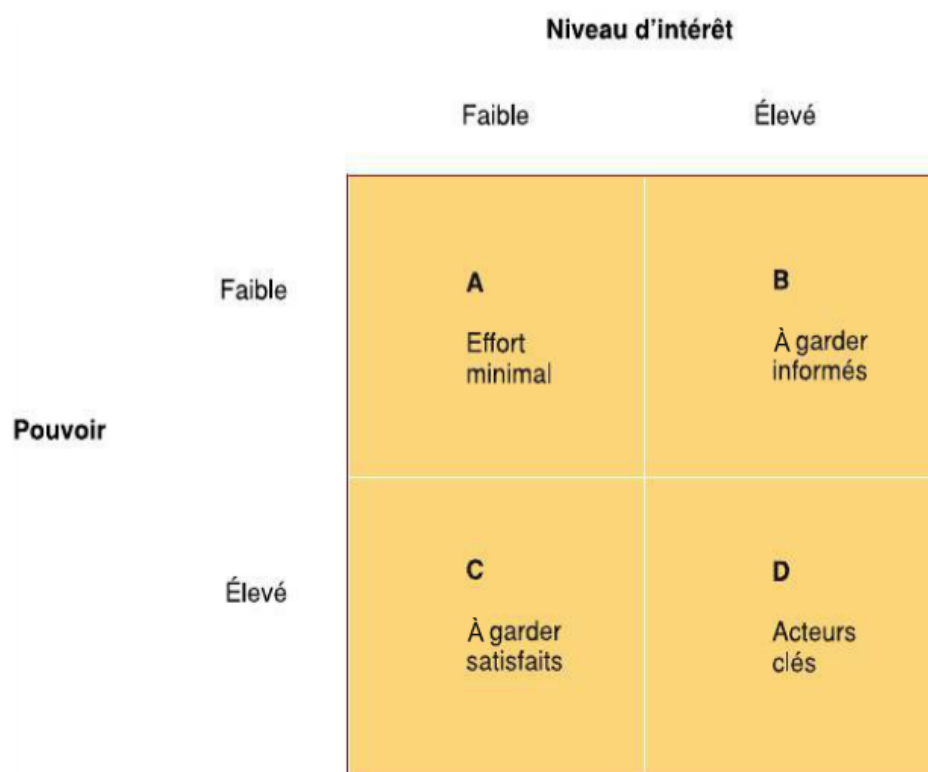 Niveau d’intérêt
Faible
Élevé
Faible
A
B
Effort
minimal
À garder
informés
Pouvoir
Élevé
C
D
À garder
satisfaits
Acteurs
clés